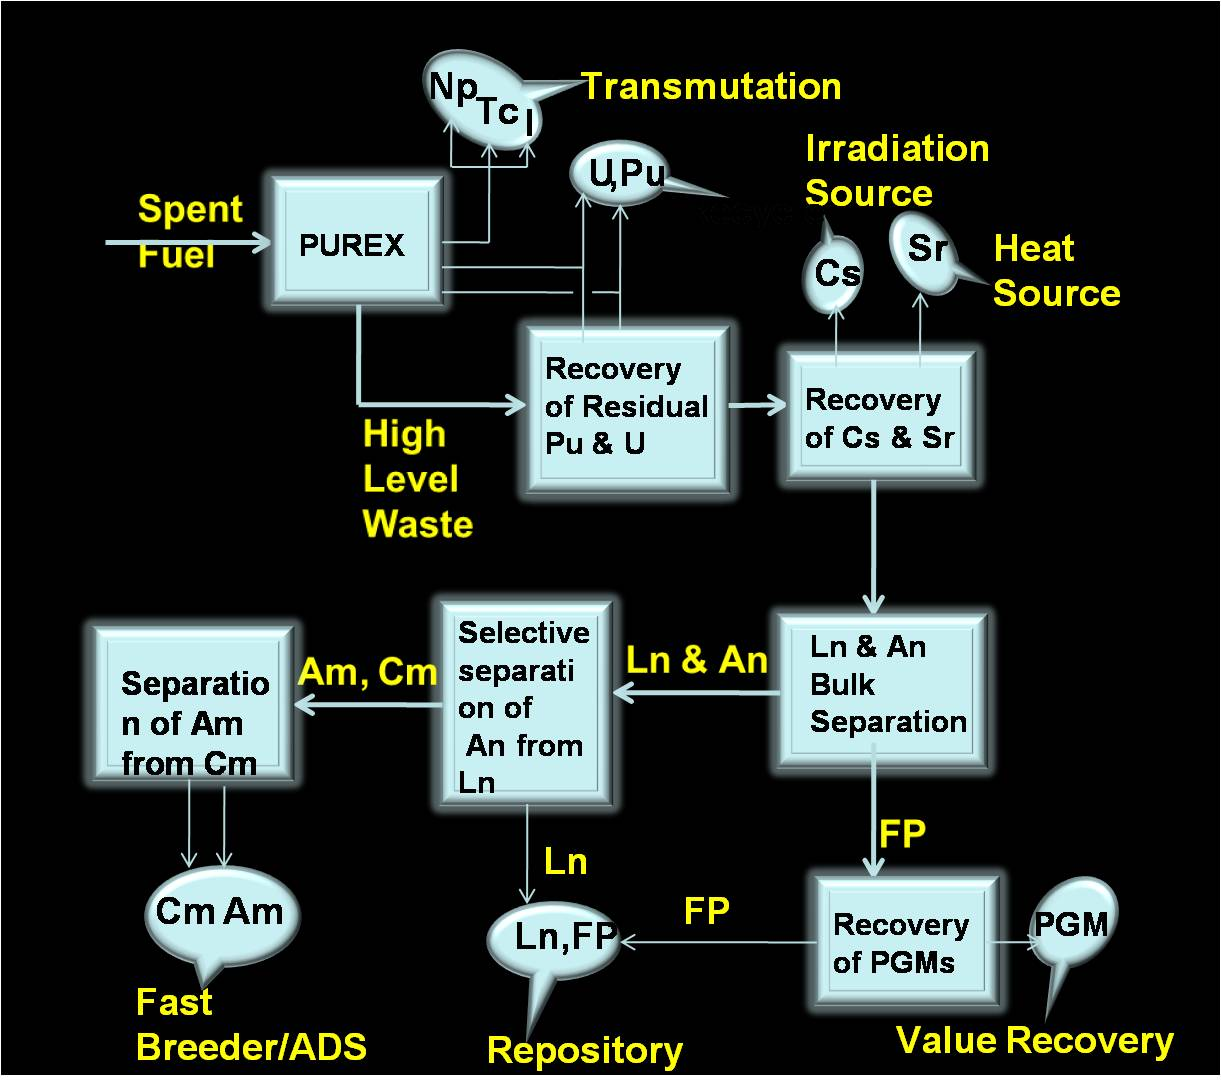 Np
Tc
I
Transmutation
U,Pu
Irradiation
Source
Spent
Fuel
PUREX
Cs
Sr
Heat
Source
Recovery
of Residual
Pu & U
Recovery
of Cs & Sr
High
Level
Waste
Ln & An
Bulk
Separation
Ln & An
Selective
separati
on of
An from
Ln
Am, Cm
Separatio
n of Am
from Cm
FP
Ln
Cm Am
Ln,FP
FP
Recovery
of PGMs
PGM
Fast
Breeder/ADS
Repository
Value Recovery